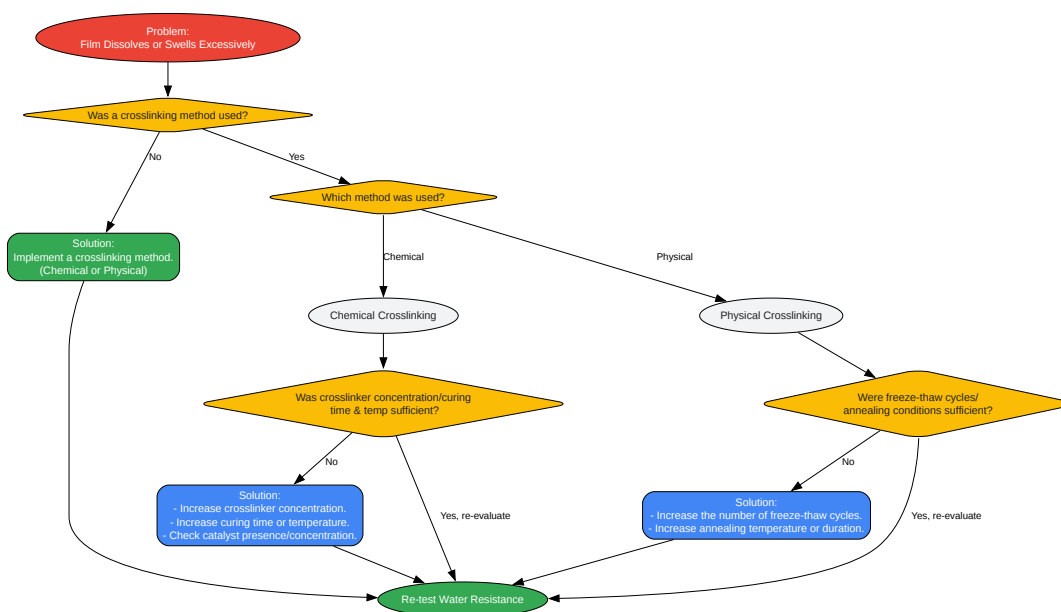 Problem:
Film Dissolves or Swells Excessively
Was a crosslinking method used?
No
Yes
Which method was used?
Solution:
Implement a crosslinking method.
(Chemical or Physical)
Chemical
Physical
Chemical Crosslinking
Physical Crosslinking
Was crosslinker concentration/curing
time & temp sufficient?
Were freeze-thaw cycles/
annealing conditions sufficient?
No
No
Solution:
- Increase crosslinker concentration.
- Increase curing time or temperature.
- Check catalyst presence/concentration.
Yes, re-evaluate
Solution:
- Increase the number of freeze-thaw cycles.
- Increase annealing temperature or duration.
Yes, re-evaluate
Re-test Water Resistance